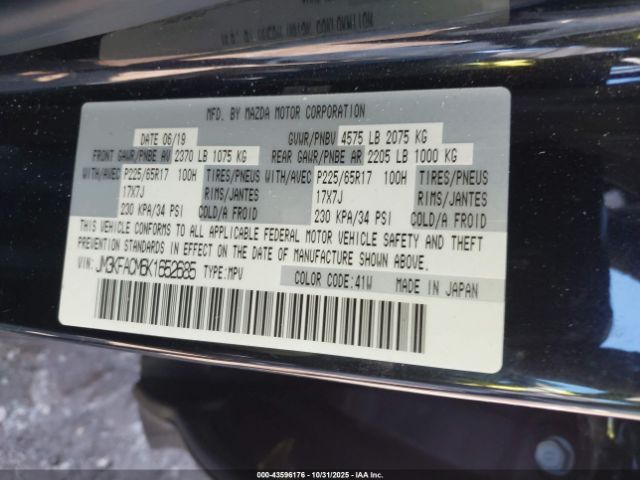 MFD. BY MAZDA MOTOR CORPORATION
DATE 06/19 GVWR/PNBV 4575 LB 2075 KG
FRONT GAWR/PNBE AV 2370 LB 1075 KG REAR GAWR/PNBE AR 2205 LB 1000 KG
WITH/AVEC P225/65R17 100H TIRES/PNEUS WITH/AVEC P225/65R17 100H TIRES/PNEUS
17X7J RIMS/JANTES 17X7J RIMS/JANTES
230 KPA/34 PSI COLD/A FROID 230 KPA/34 PSI COLD/A FROID
THIS VEHICLE CONFORMS TO ALL APPLICABLE FEDERAL MOTOR VEHICLE SAFETY AND THEFT
PREVENTION STANDARDS IN EFFECT ON THE DATE OF MANUFACTURE SHOWN ABOVE.
VIN: JM3KFACM6K1652685 TYPE:MPV COLOR CODE:41W MADE IN JAPAN
-- 43596176 * 10/31/2025 --